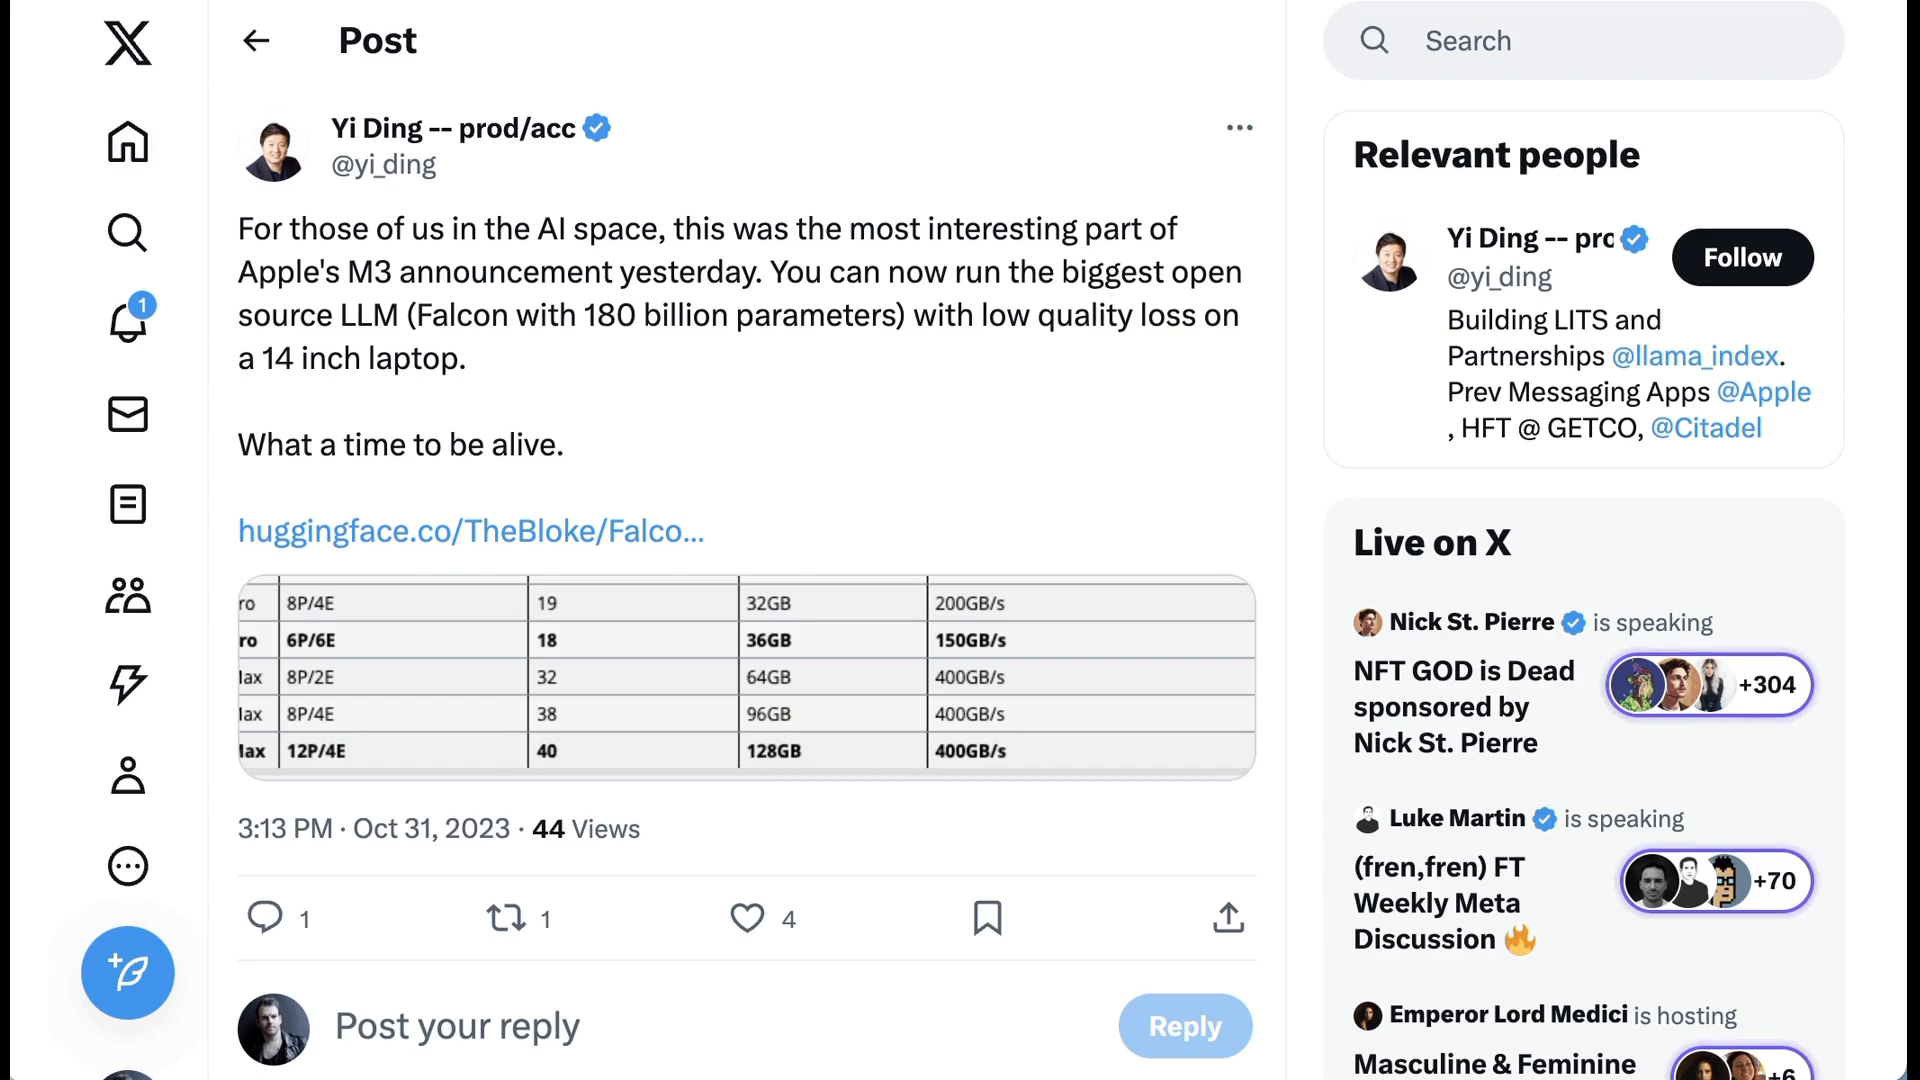 Post
Search
Yi Ding -- prod/acc
@yi_ding
For those of us in the AI space, this was the most interesting part of
Apple's M3 announcement yesterday. You can now run the biggest open
source LLM (Falcon with 180 billion parameters) with low quality loss on
a 14 inch laptop.
What a time to be alive.
huggingface.co/TheBloke/Falco...
ro 8P/4E 19 32GB 200GB/s
ro 6P/6E 18 36GB 150GB/s
lax 8P/2E 32 64GB 400GB/s
lax 8P/4E 38 96GB 400GB/s
lax 12P/4E 40 128GB 400GB/s
3:13 PM · Oct 31, 2023 · 44 Views
1 1 4
Post your reply
Reply
1
Relevant people
Yi Ding -- pro
@yi_ding
Follow
Building LITS and
Partnerships @llama_index.
Prev Messaging Apps @Apple
, HFT @ GETCO, @Citadel
Live on X
Nick St. Pierre is speaking
NFT GOD is Dead
sponsored by
Nick St. Pierre
+304
Luke Martin is speaking
(fren,fren) FT
Weekly Meta
Discussion 🔥
+70
Emperor Lord Medici is hosting
Masculine & Feminine
+6